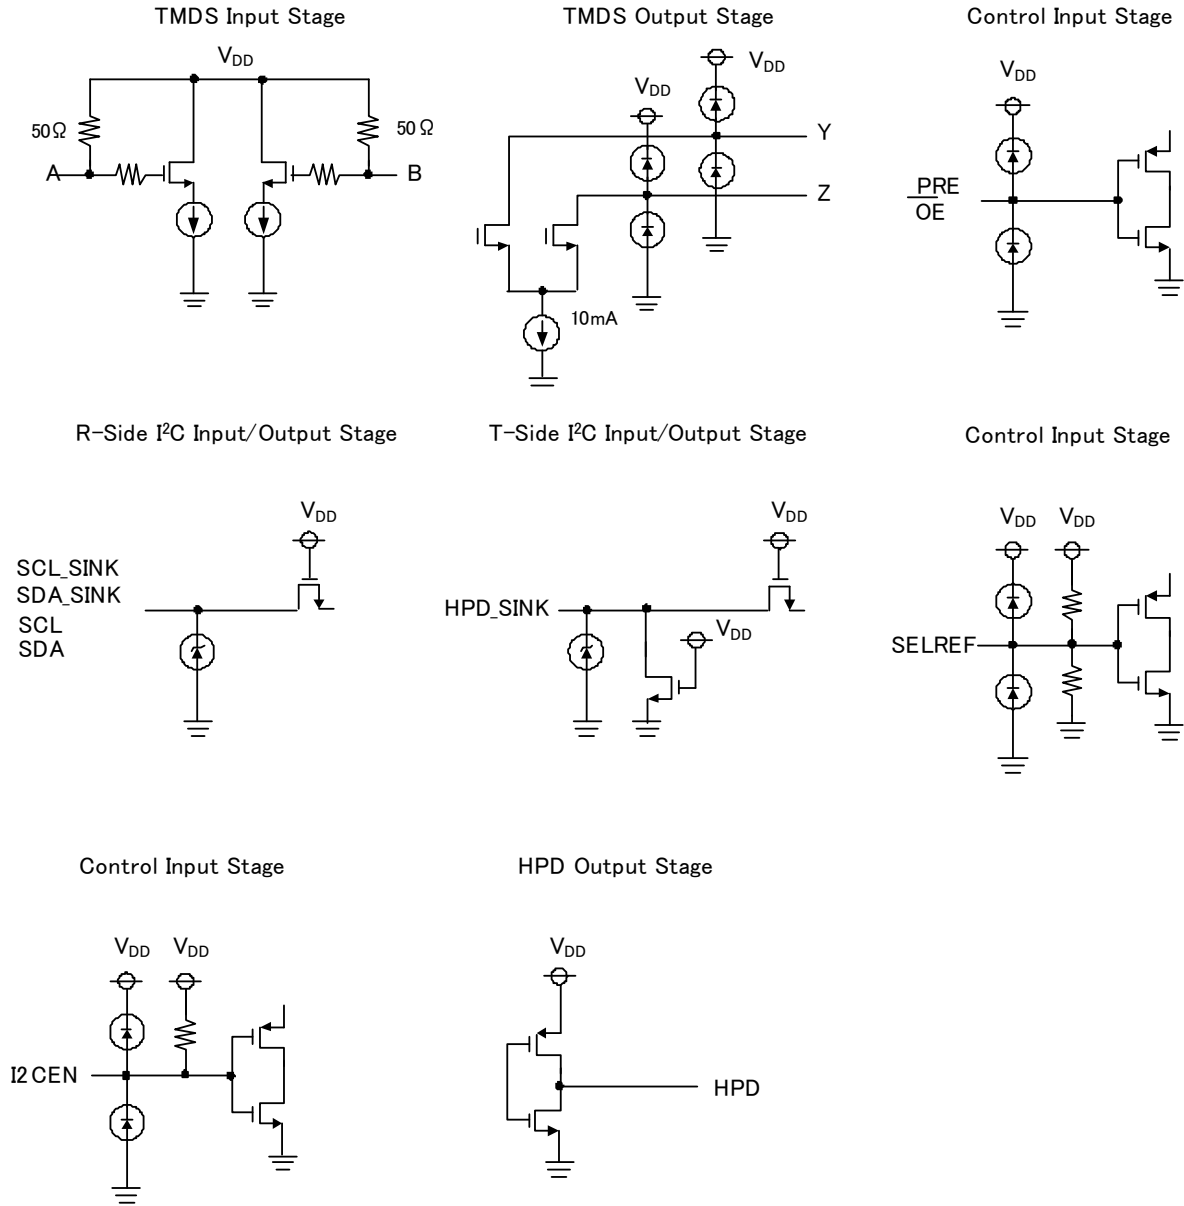 TMDS Input Stage
TMDS Output Stage
Control Input Stage
VDD
50Ω
50Ω
A
B
VDD
VDD
Y
Z
10mA
VDD
PRE
OE
R-Side I²C Input/Output Stage
T-Side I²C Input/Output Stage
Control Input Stage
VDD
SCL_SINK
SDA_SINK
SCL
SDA
VDD
HPD_SINK
VDD
VDD
VDD
SELREF
Control Input Stage
HPD Output Stage
VDD
VDD
I2CEN
VDD
HPD